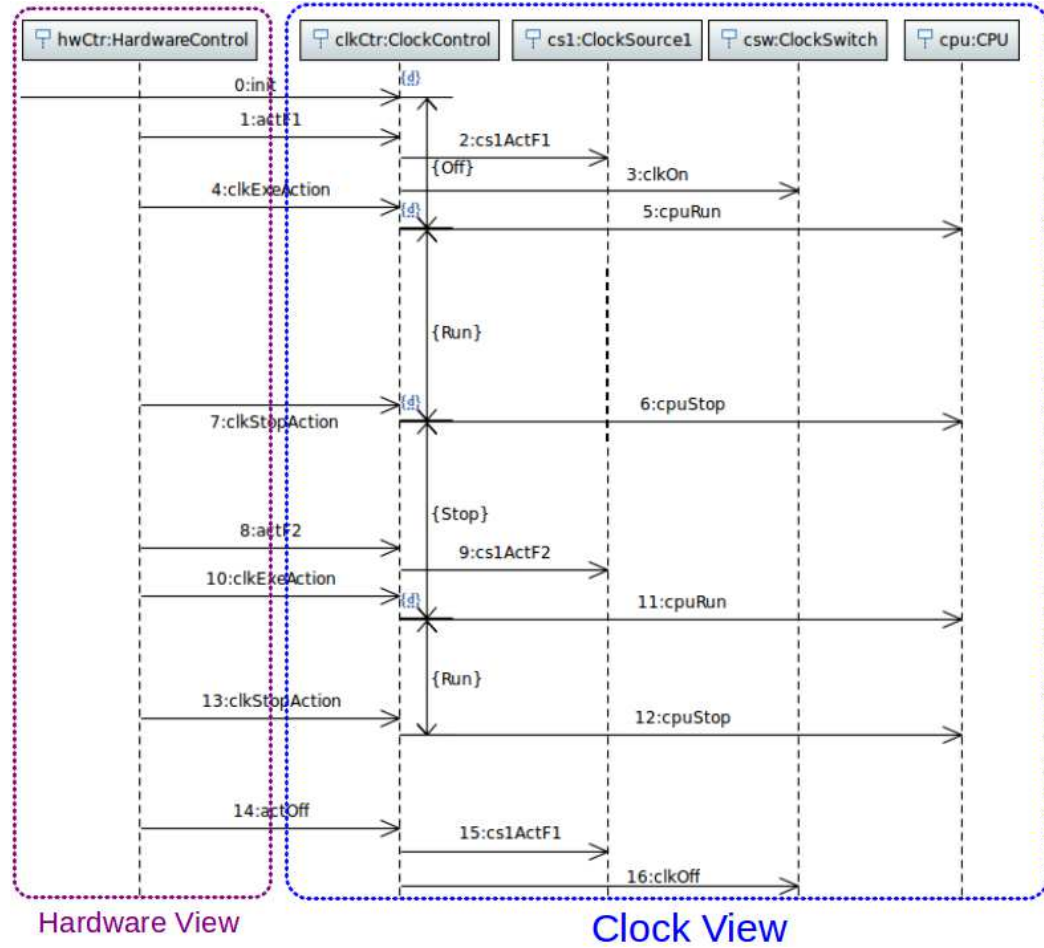 hwCtr:HardwareControl
clkCtr:ClockControl
cs1:ClockSource1
csw:ClockSwitch
cpu:CPU
{d}
0:init
1:actF1
2:cs1ActF1
{Off}
3:clkOn
4:clkExeAction
{d}
5:cpuRun
{Run}
{d}
6:cpuStop
7:clkStopAction
{Stop}
8:actF2
9:cs1ActF2
10:clkExeAction
{d}
11:cpuRun
{Run}
13:clkStopAction
12:cpuStop
14:actOff
15:cs1ActF1
16:clkOff
Hardware View
Clock View